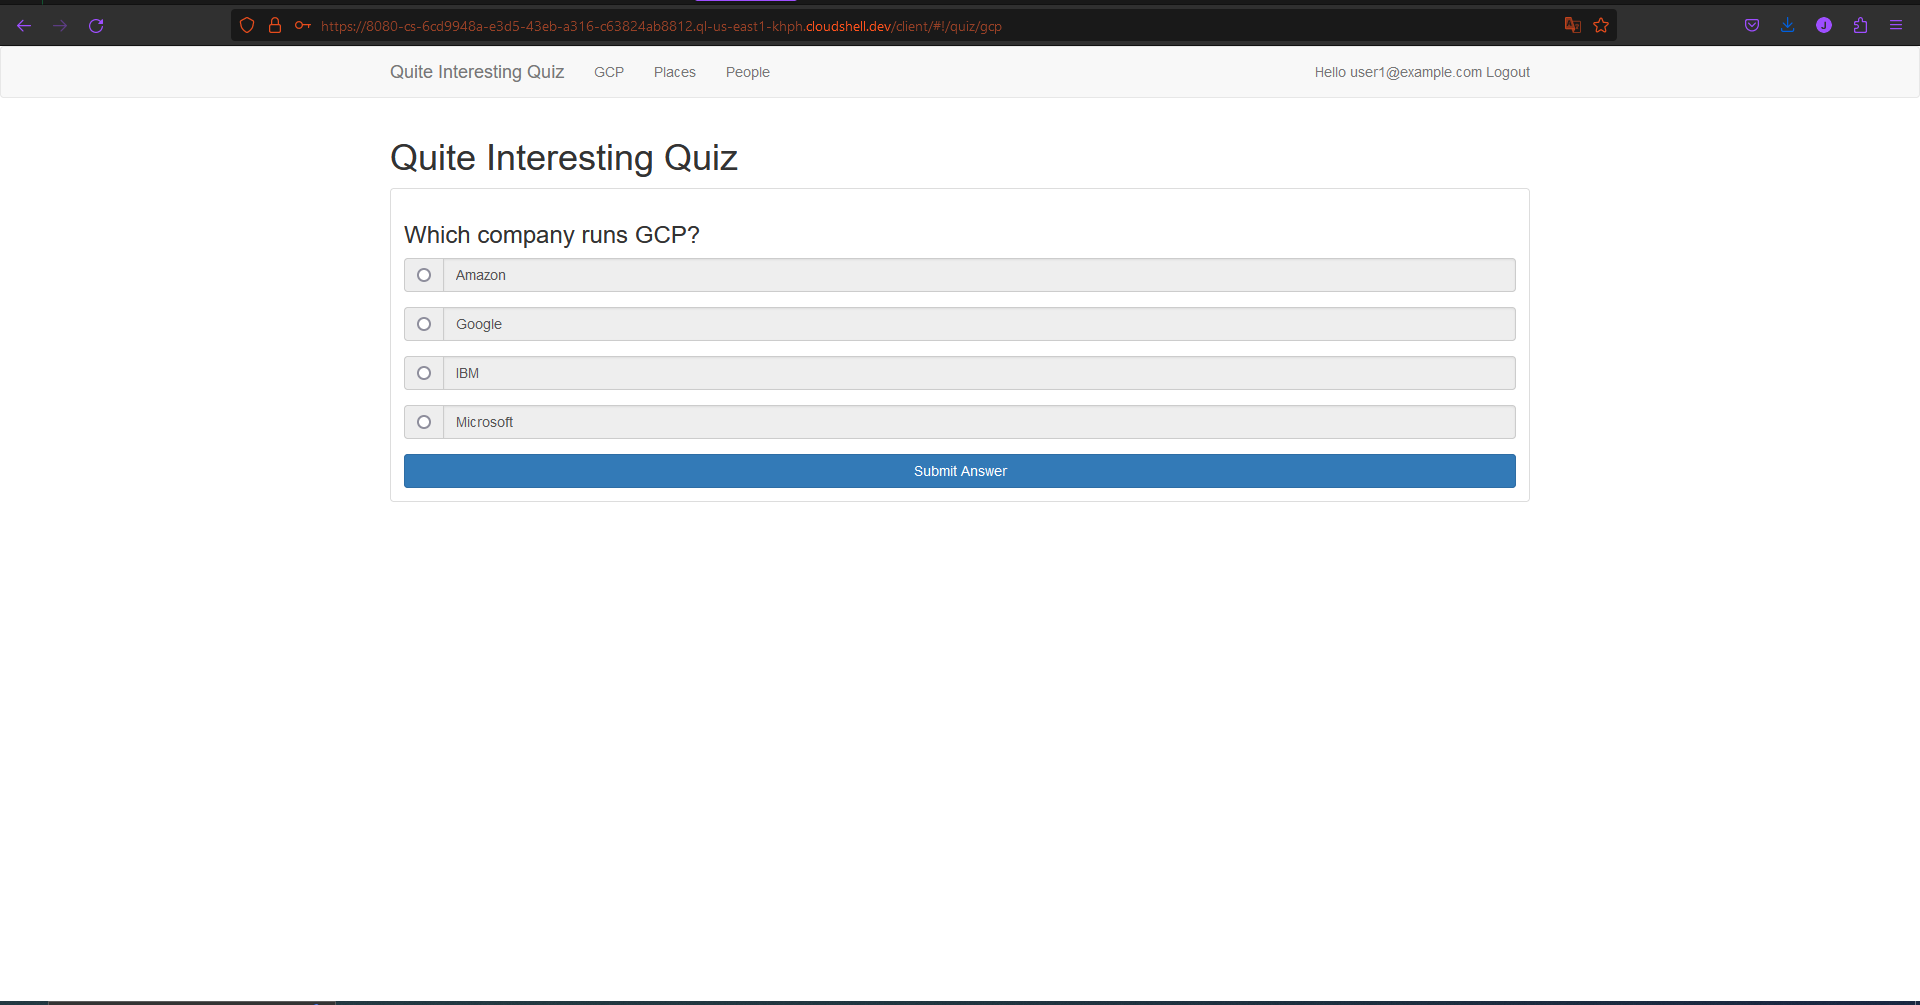 https://8080-cs-6cd9948a-e3d5-43eb-a316-c63824ab8812.ql-us-east1-khph.cloudshell.dev/client/#!/quiz/gcp
Quite Interesting Quiz GCP Places People Hello user1@example.com Logout
Quite Interesting Quiz
Which company runs GCP?
Amazon
Google
IBM
Microsoft
Submit Answer